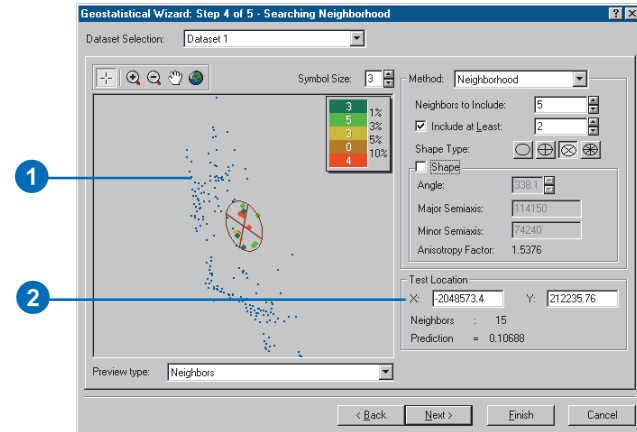 Geostatistical Wizard: Step 4 of 5 - Searching Neighborhood
Dataset Selection: Dataset 1
Symbol Size: 3
3 1%
5 3%
3 5%
0 10%
4
1
2
Preview type: Neighbors
Method: Neighborhood
Neighbors to Include: 5
Include at Least: 2
Shape Type:
Shape
Angle: 338.1
Major Semiaxis: 114150
Minor Semiaxis: 74240
Anisotropy Factor: 1.5376
Test Location
X: -2048573.4 Y: 212235.76
Neighbors : 15
Prediction = 0.10688
< Back Next > Finish Cancel